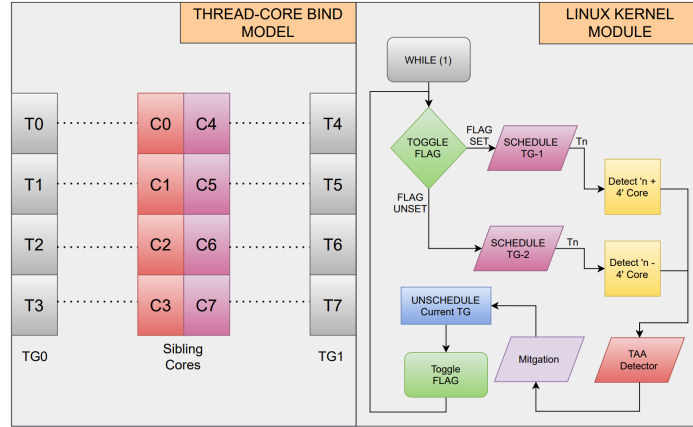 THREAD-CORE BIND
MODEL
T0
C0
C4
T4
T1
C1
C5
T5
T2
C2
C6
T6
T3
C3
C7
T7
TG0
Sibling
Cores
TG1
LINUX KERNEL
MODULE
WHILE (1)
TOGGLE
FLAG
FLAG
SET
SCHEDULE
TG-1
Tn
Detect 'n +
4' Core
FLAG
UNSET
SCHEDULE
TG-2
Tn
Detect 'n -
4' Core
UNSCHEDULE
Current TG
Toggle
FLAG
Mitgation
TAA
Detector